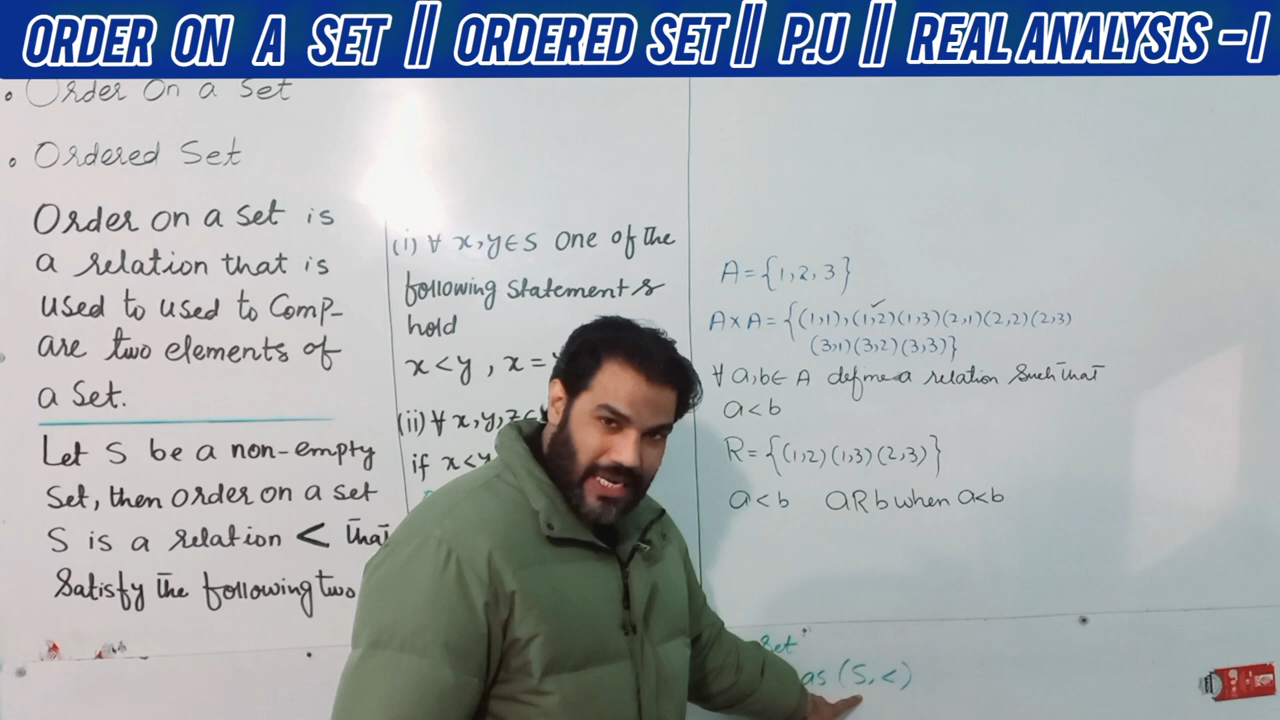 ORDER ON A SET || ORDERED SET || P.U || REAL ANALYSIS -I
• Order On a Set
• Ordered Set
Order on a set is
a relation that is
used to used to Comp-
are two elements of
a Set.
Let S be a non-empty
Set, then order on a set
S is a relation < that
Satisfy the following two
(i) ∀ x,y∈S one of the
following statements
hold
x<y , x=
(ii) ∀ x,y,z∈
if x<y
A={1,2,3}
A×A={(1,1),(1,2)(1,3)(2,1)(2,2)(2,3)
(3,1)(3,2)(3,3)}
∀ a,b∈ A define a relation Such that
a<b
R={(1,2)(1,3)(2,3)}
a<b aRb when a<b
Set
as (S,<)